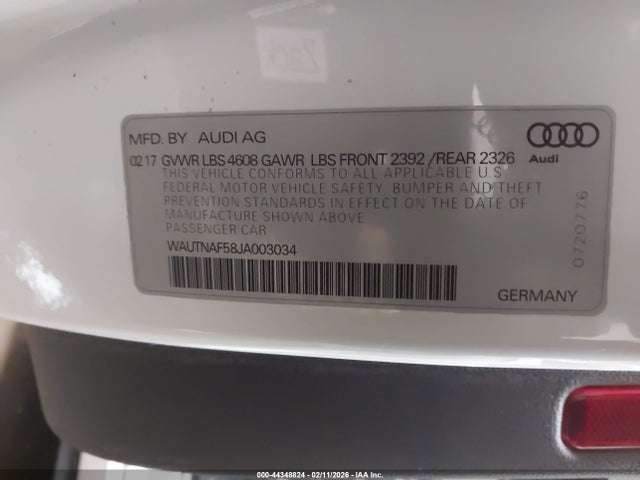 MFD. BY AUDI AG
02 17 GVWR LBS 4608 GAWR LBS FRONT 2392 /REAR 2326
THIS VEHICLE CONFORMS TO ALL APPLICABLE U.S
FEDERAL MOTOR VEHICLE SAFETY, BUMPER AND THEFT
PREVENTION STANDARDS IN EFFECT ON THE DATE OF
MANUFACTURE SHOWN ABOVE
PASSENGER CAR
WAUTNAF58JA003034
Audi
0720776
GERMANY
000-44348824 | 02/11/2026 | IAA Inc.